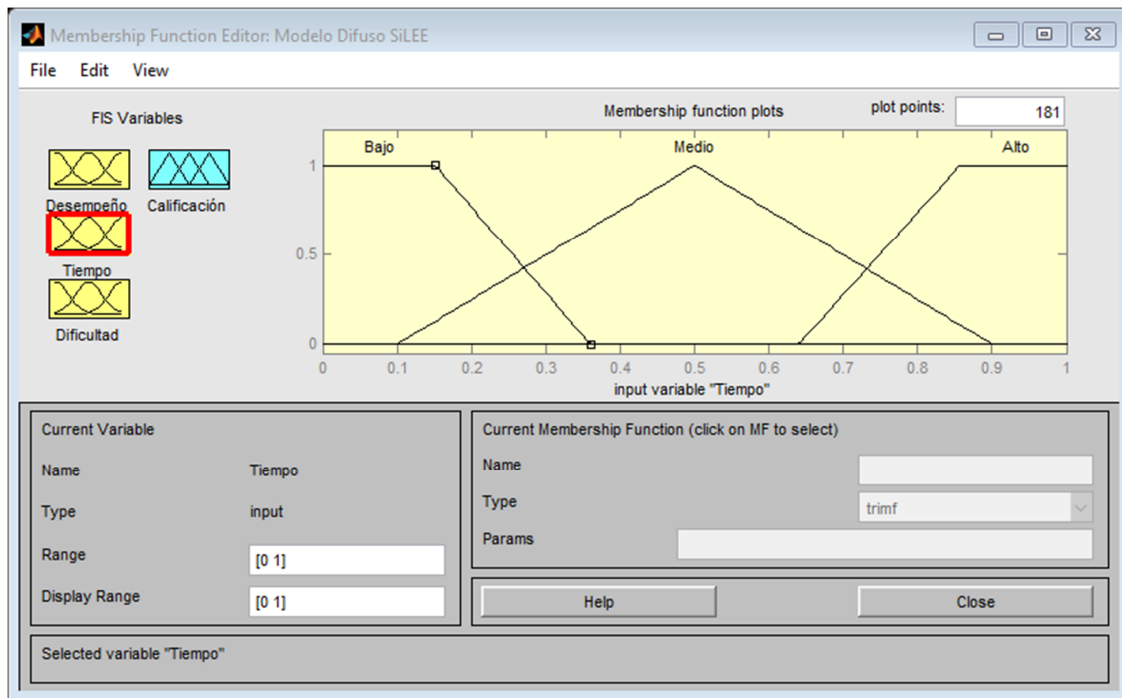 Membership Function Editor: Modelo Difuso SiLEE
File Edit View
FIS Variables
Desempeño
Calificación
Tiempo
Dificultad
Membership function plots
plot points:
181
Bajo
Medio
Alto
1
0.5
0
0 0.1 0.2 0.3 0.4 0.5 0.6 0.7 0.8 0.9 1
input variable "Tiempo"
Current Variable
Name Tiempo
Type input
Range [0 1]
Display Range [0 1]
Current Membership Function (click on MF to select)
Name
Type trimf
Params
Help
Close
Selected variable "Tiempo"